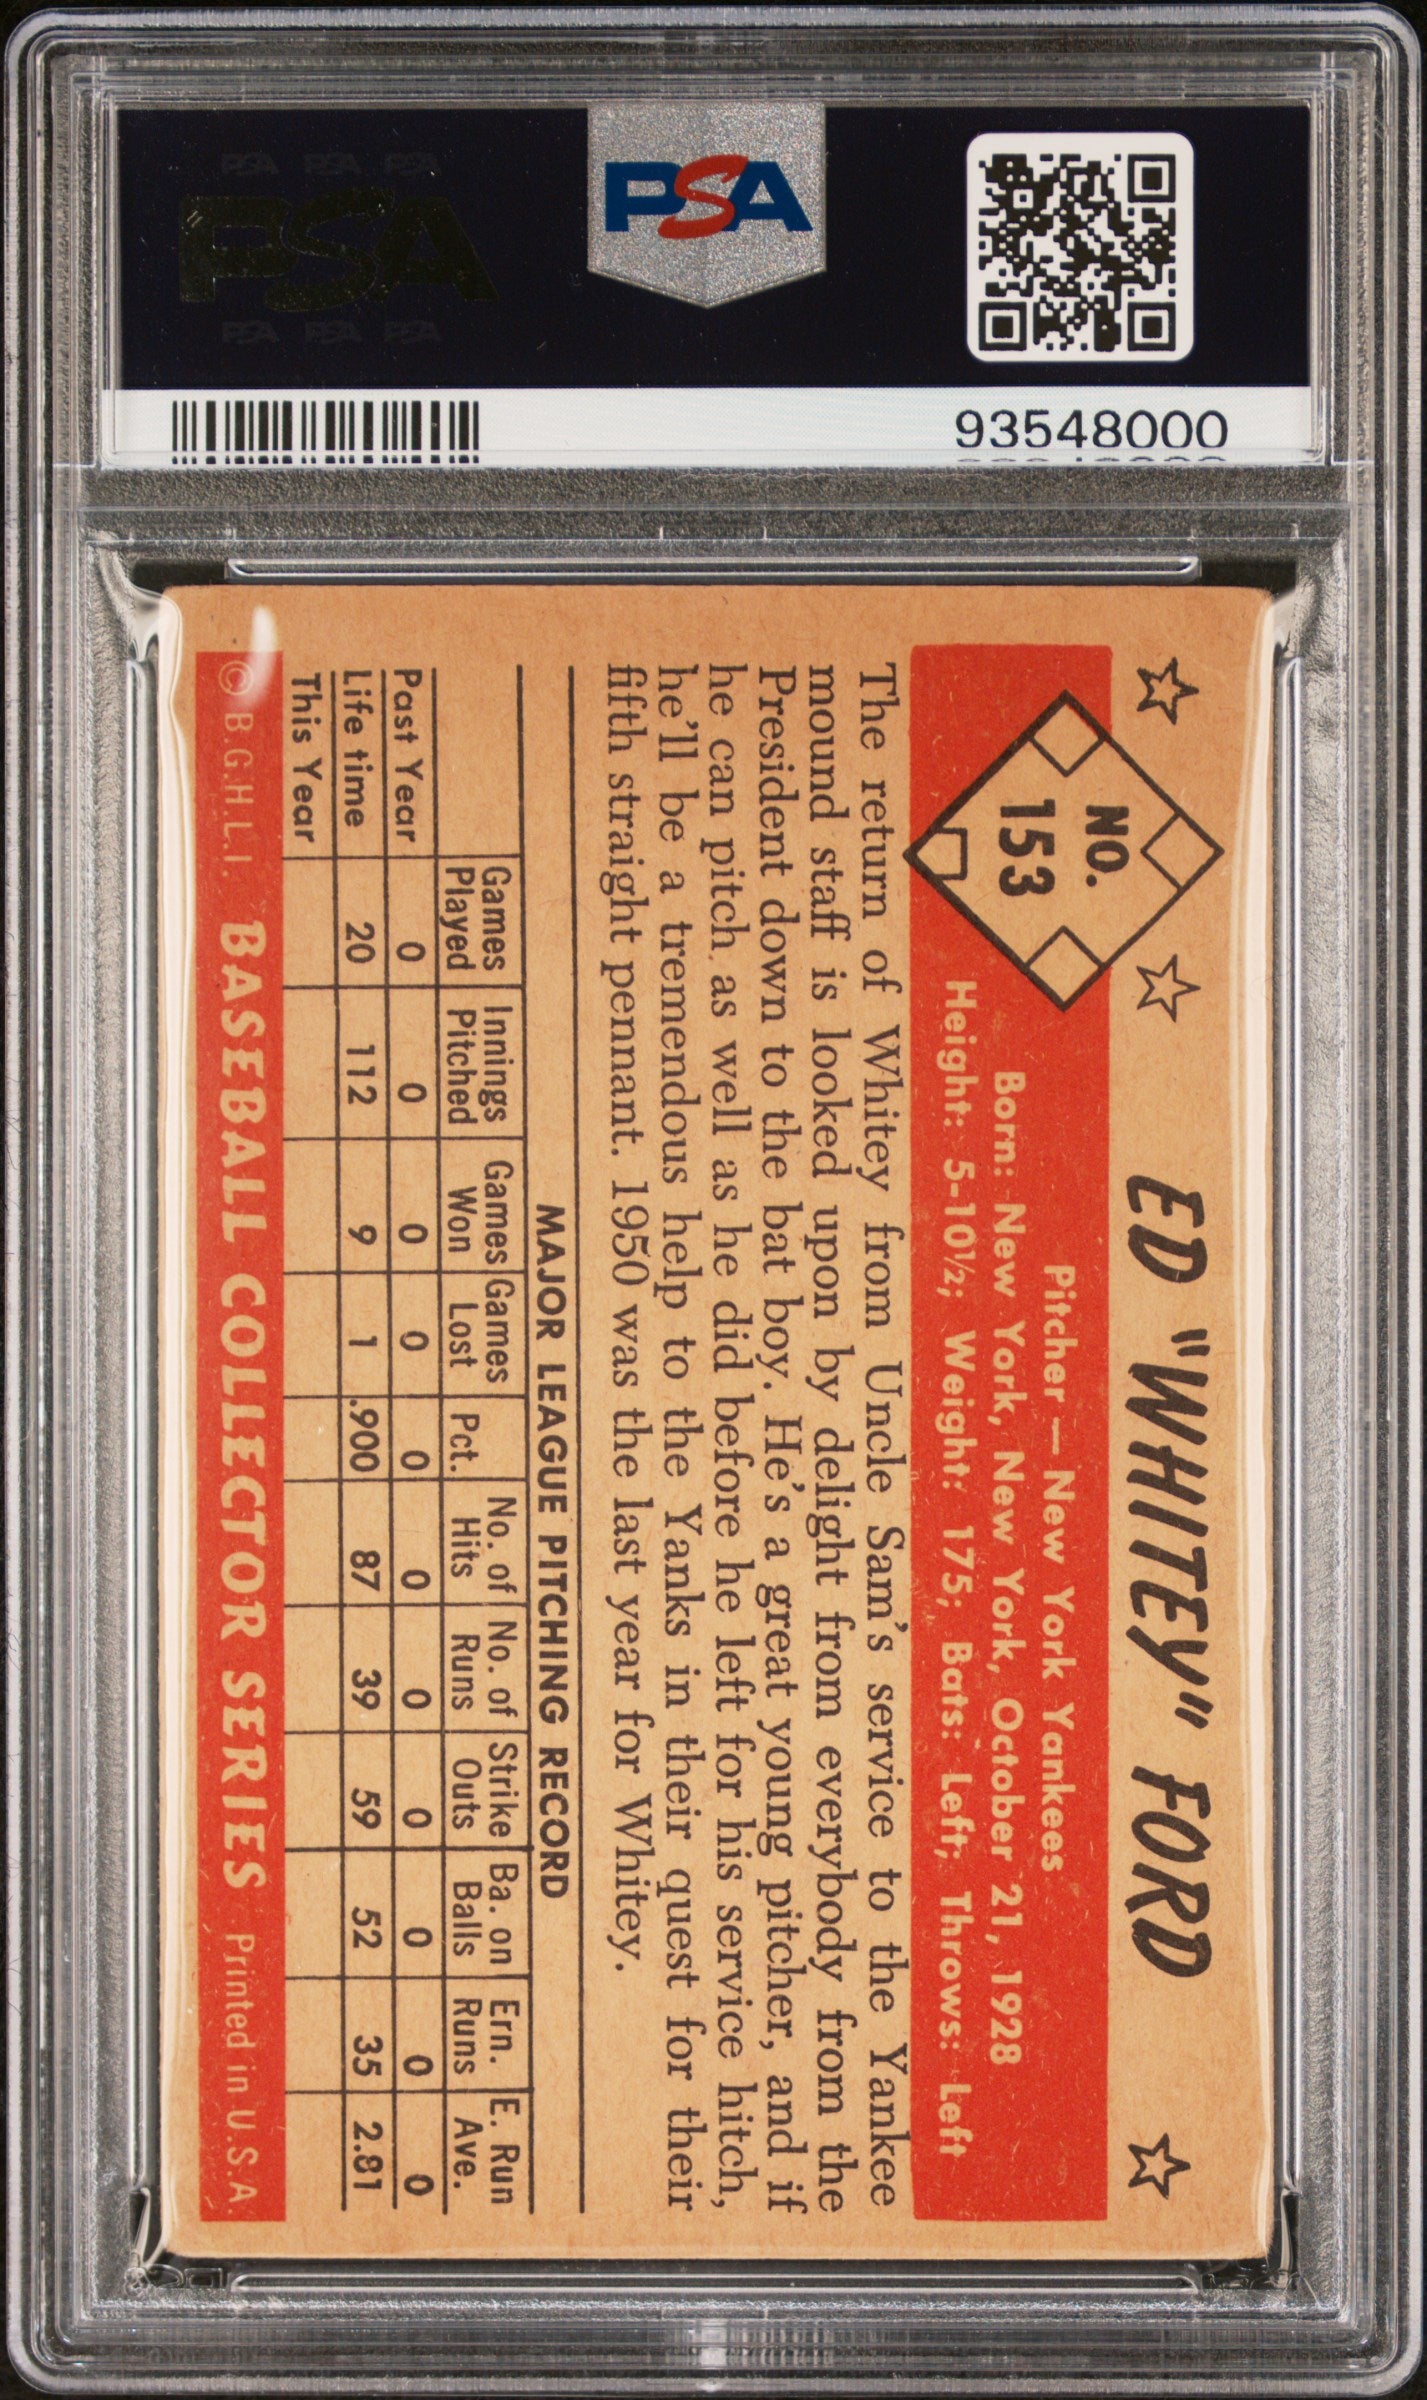 PSA PSA PSA
PSA
PSA PSA PSA
PSA
93548000
NO.
153
ED "WHITEY" FORD
Pitcher — New York Yankees
Born: New York, New York, October 21, 1928
Height: 5-10½; Weight: 175; Bats: Left; Throws: Left
The return of Whitey from Uncle Sam's service to the Yankee
mound staff is looked upon by delight from everybody from the
President down to the bat boy. He's a great young pitcher, and if
he can pitch as well as he did before he left for his service hitch,
he'll be a tremendous help to the Yanks in their quest for their
fifth straight pennant. 1950 was the last year for Whitey.
MAJOR LEAGUE PITCHING RECORD
Games Innings Games Games Pct. No. of No. of Strike Ba. on Ern. E. Run
Played Pitched Won Lost Hits Runs Outs Balls Runs Ave.
Past Year 0 0 0 0 0 0 0 0 0 0 0
Life time 20 112 9 1 .900 87 39 59 52 35 2.81
This Year
© B.G.H.L.I. BASEBALL COLLECTOR SERIES Printed in U.S.A.